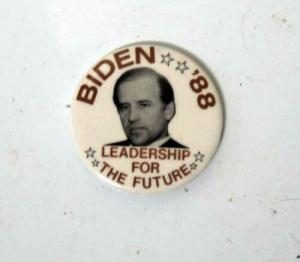 BIDEN ☆☆ '88
LEADERSHIP
FOR
THE FUTURE